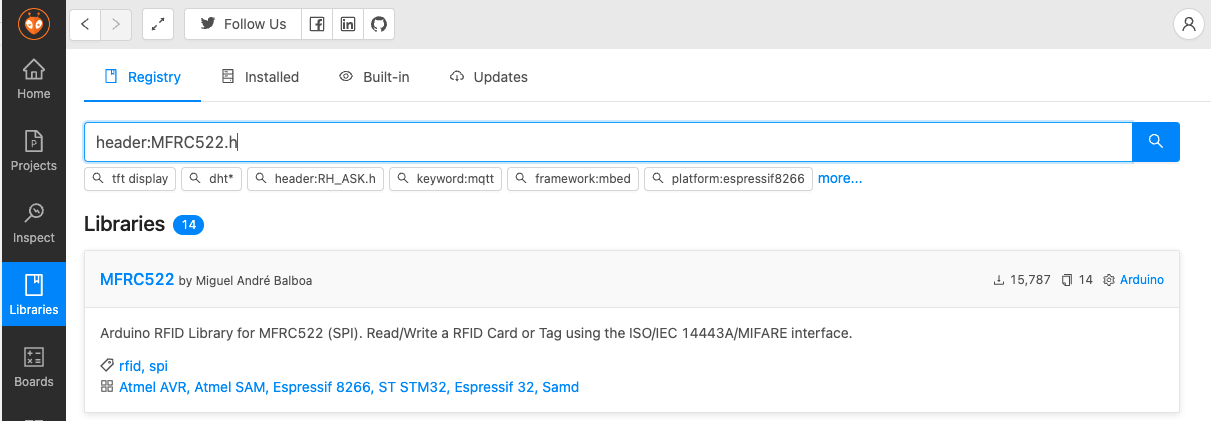 Follow Us
Home
Registry
Installed
Built-in
Updates
header:MFRC522.h
Projects
tft display
dht*
header:RH_ASK.h
keyword:mqtt
framework:mbed
platform:espressif8266
more...
Libraries 14
Inspect
MFRC522 by Miguel André Balboa
15,787
14
Arduino
Libraries
Arduino RFID Library for MFRC522 (SPI). Read/Write a RFID Card or Tag using the ISO/IEC 14443A/MIFARE interface.
rfid, spi
Atmel AVR, Atmel SAM, Espressif 8266, ST STM32, Espressif 32, Samd
Boards